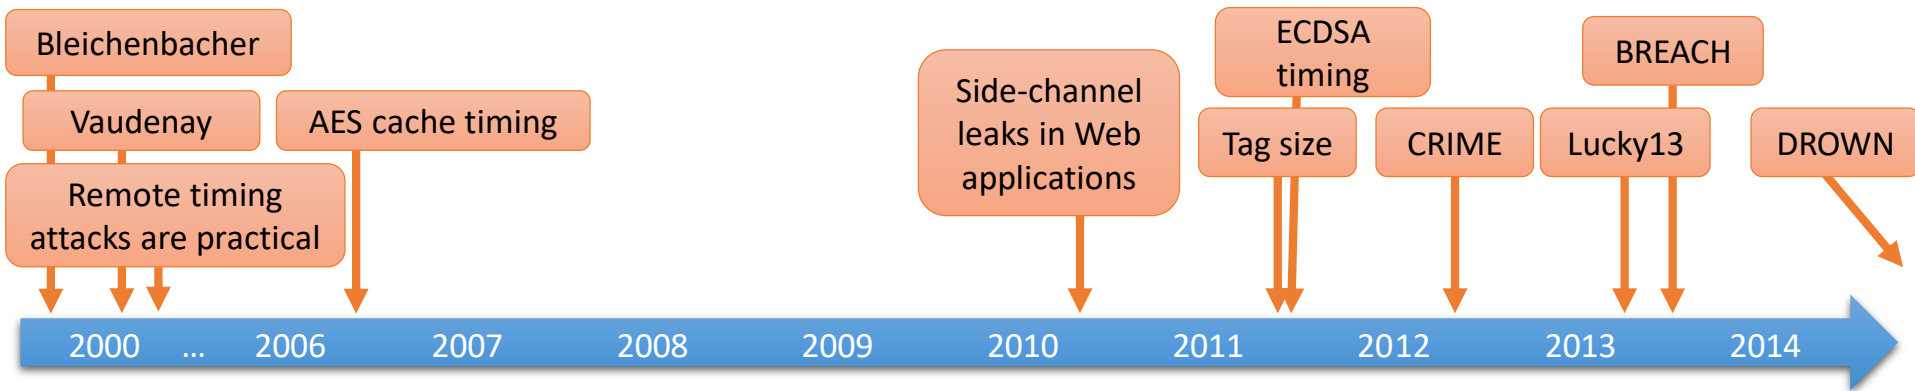 Bleichenbacher
Vaudenay
Remote timing
attacks are practical
AES cache timing
Side-channel
leaks in Web
applications
ECDSA
timing
Tag size
CRIME
BREACH
Lucky13
DROWN
2000 ... 2006 2007 2008 2009 2010 2011 2012 2013 2014